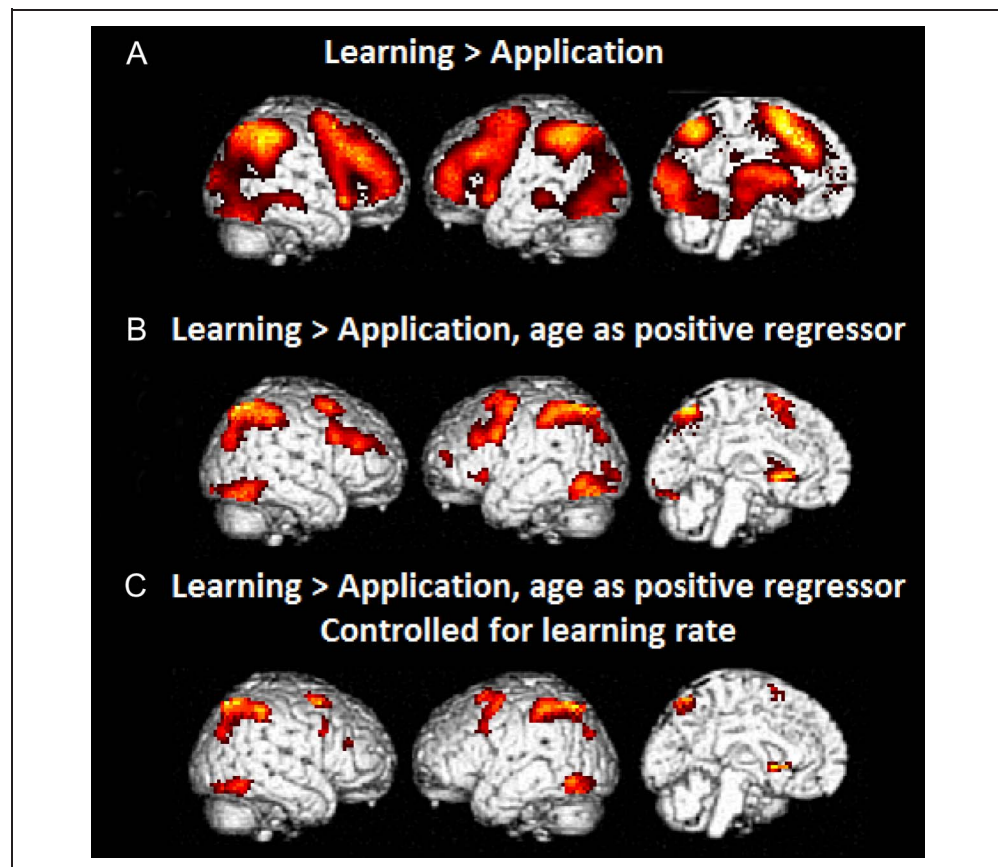 A Learning > Application
B Learning > Application, age as positive regressor
C Learning > Application, age as positive regressor
Controlled for learning rate